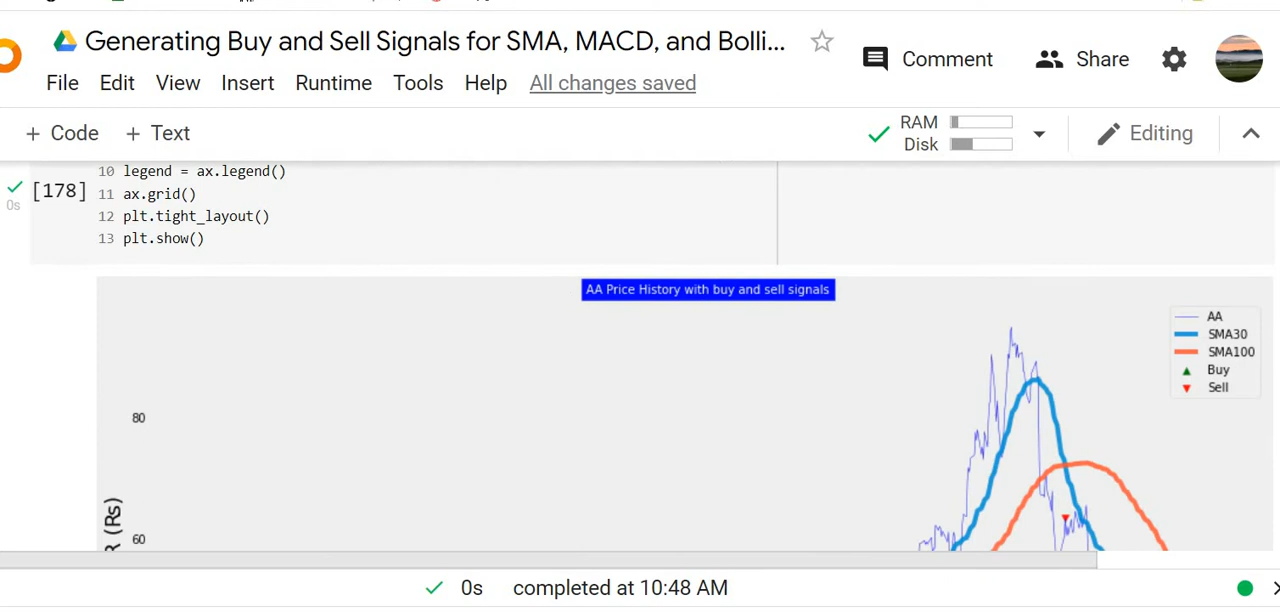 Generating Buy and Sell Signals for SMA, MACD, and Bolli...
Comment
Share
File Edit View Insert Runtime Tools Help All changes saved
+ Code + Text
RAM
Disk
Editing
[178]
0s
10 legend = ax.legend()
11 ax.grid()
12 plt.tight_layout()
13 plt.show()
AA Price History with buy and sell signals
AA
SMA30
SMA100
Buy
Sell
80
60
(Rs)
0s completed at 10:48 AM